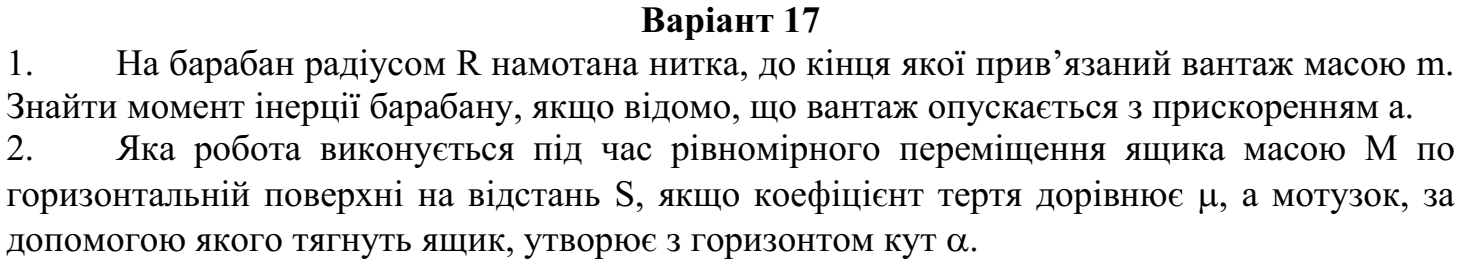 Варіант 17
1. На барабан радіусом R намотана нитка, до кінця якої прив’язаний вантаж масою m.
Знайти момент інерції барабану, якщо відомо, що вантаж опускається з прискоренням а.
2. Яка робота виконується під час рівномірного переміщення ящика масою М по
горизонтальній поверхні на відстань S, якщо коефіцієнт тертя дорівнює μ, а мотузок, за
допомогою якого тягнуть ящик, утворює з горизонтом кут α.